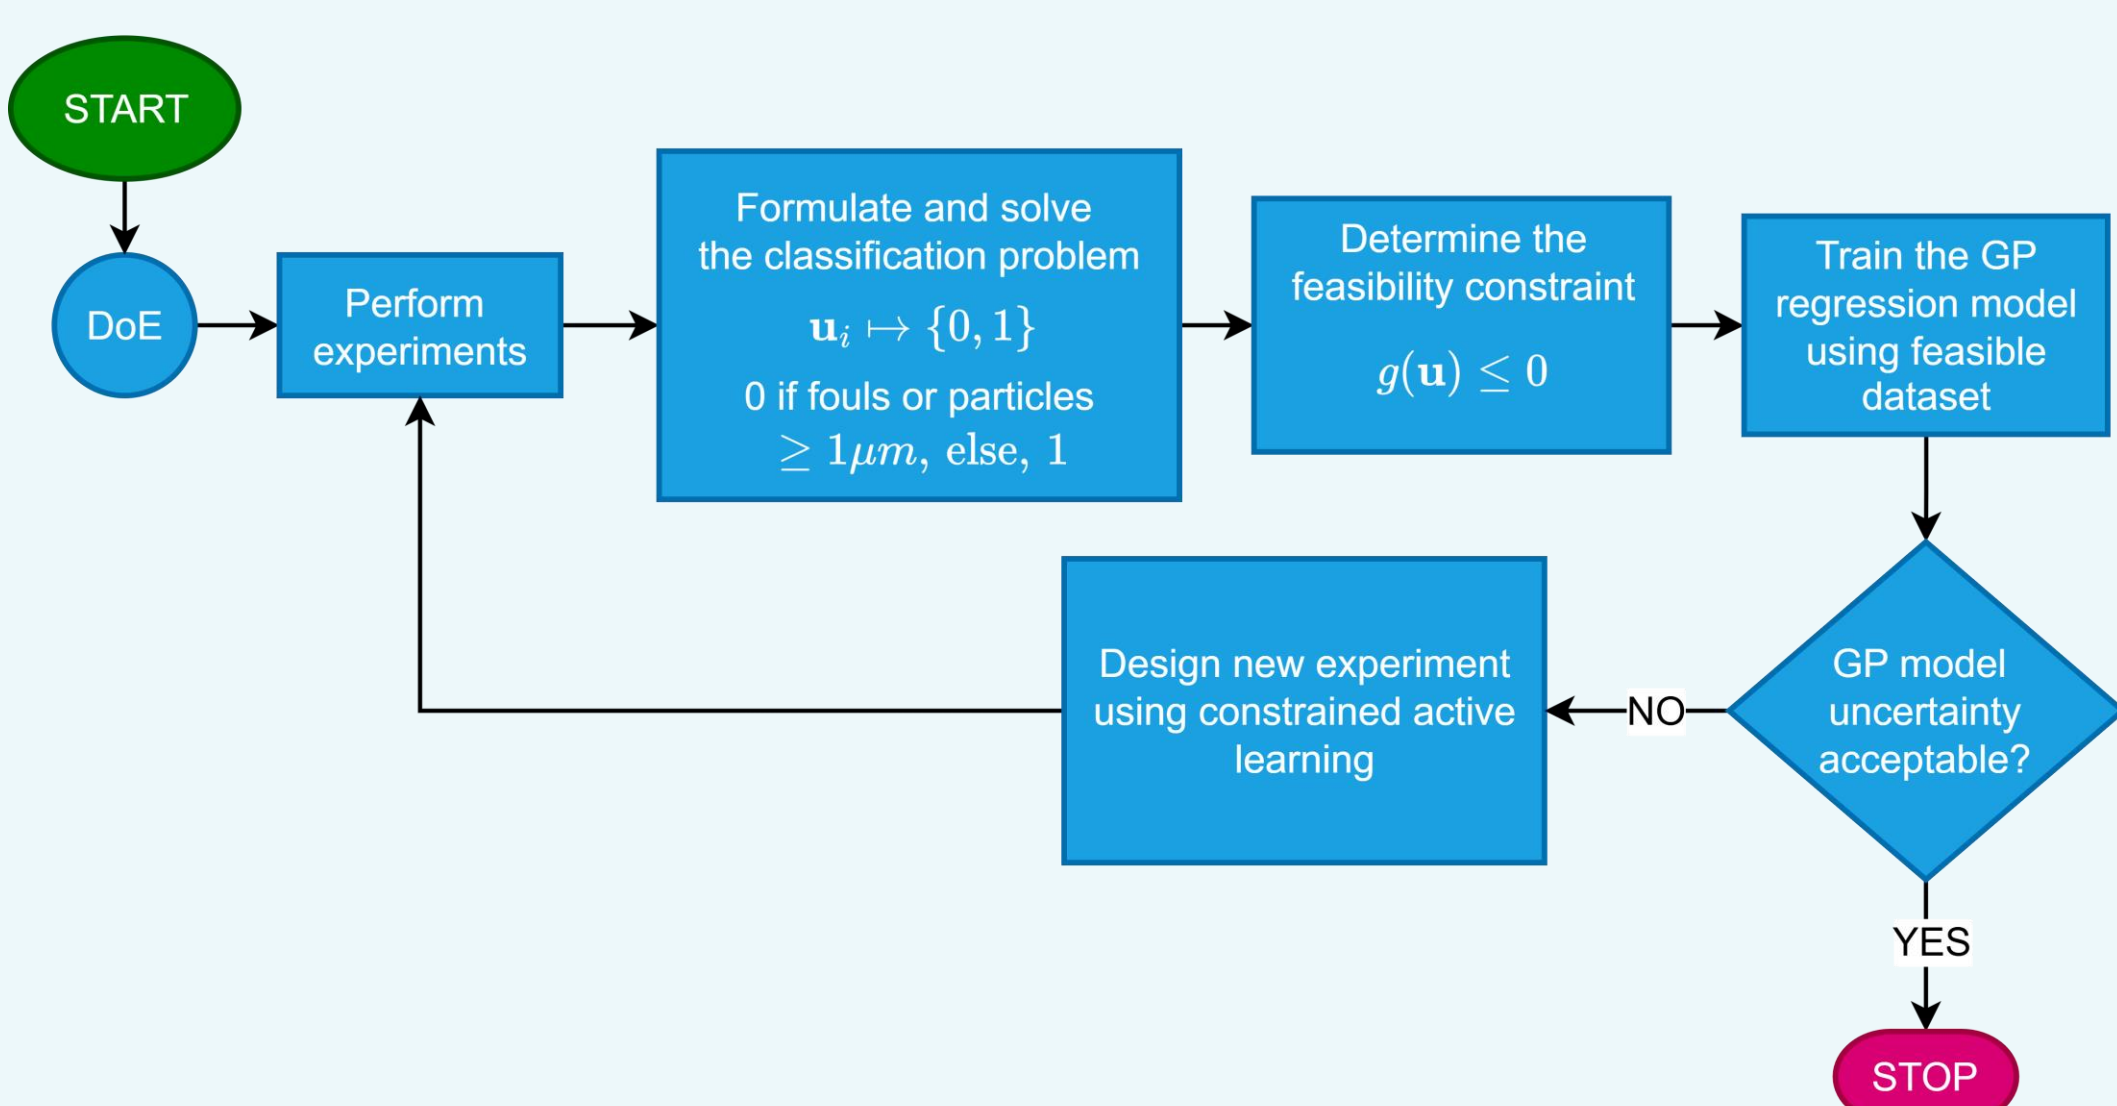 START
DoE
Perform
experiments
Formulate and solve
the classification problem
𝐮ᵢ ↦ {0, 1}
0 if fouls or particles
≥ 1μm, else, 1
Determine the
feasibility constraint
g(𝐮) ≤ 0
Train the GP
regression model
using feasible
dataset
GP model
uncertainty
acceptable?
NO
Design new experiment
using constrained active
learning
YES
STOP